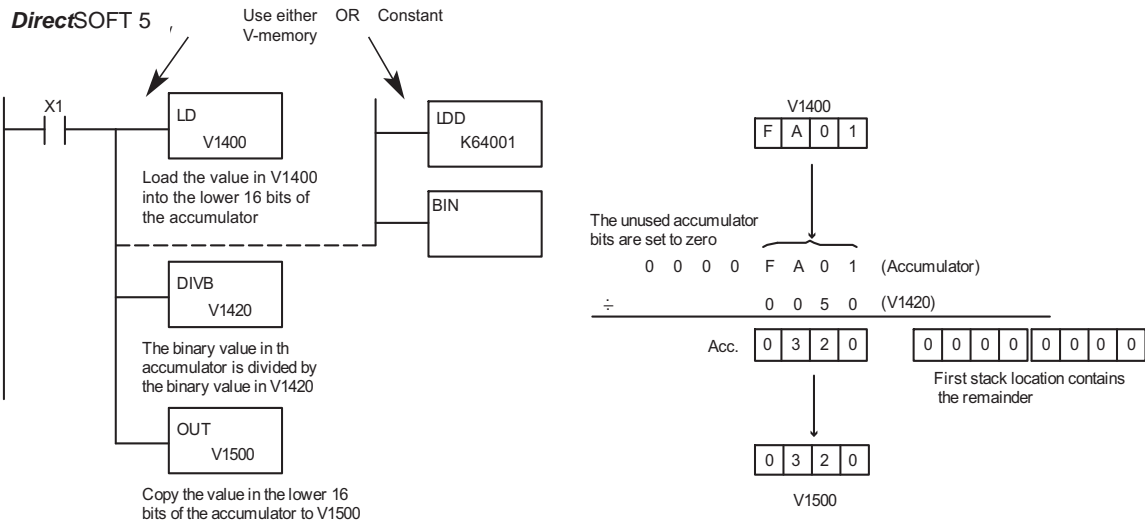 DirectSOFT 5 ,
Use either OR Constant
V-memory
X1
LD
V1400
Load the value in V1400
into the lower 16 bits of
the accumulator
LDD
K64001
BIN
DIVB
V1420
The binary value in th
accumulator is divided by
the binary value in V1420
OUT
V1500
Copy the value in the lower 16
bits of the accumulator to V1500
V1400
F A 0 1
The unused accumulator
bits are set to zero
0 0 0 0 F A 0 1 (Accumulator)
÷ 0 0 5 0 (V1420)
Acc. 0 3 2 0 0 0 0 0 0 0 0 0
First stack location contains
the remainder
0 3 2 0
V1500